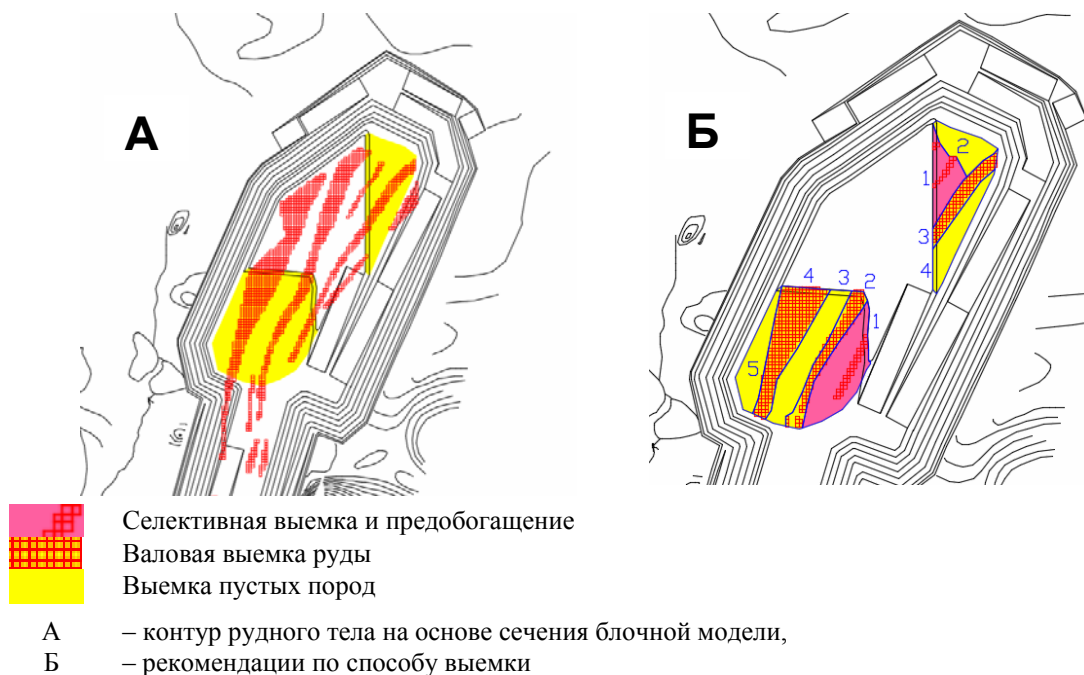 А
Б
2
1
3
4
4
3
2
1
5
Селективная выемка и предобогащение
Валовая выемка руды
Выемка пустых пород
А – контур рудного тела на основе сечения блочной модели,
Б – рекомендации по способу выемки